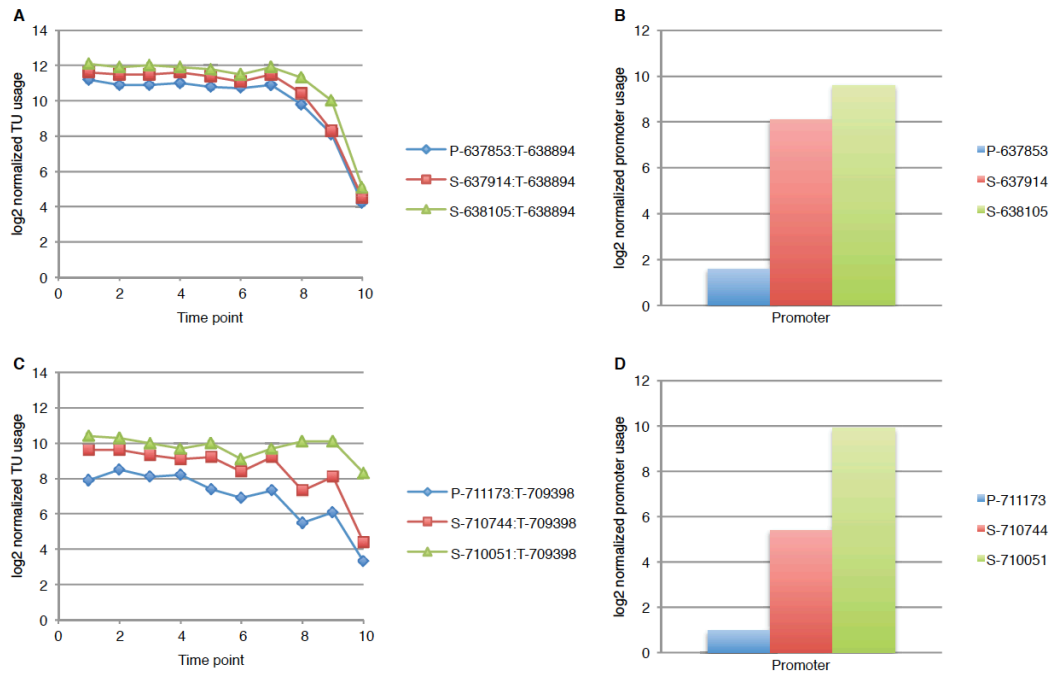 A
log2 normalized TU usage
14
12
10
8
6
4
2
0
0 2 4 6 8 10
Time point
P-637853:T-638894
S-637914:T-638894
S-638105:T-638894
B
log2 normalized promoter usage
12
10
8
6
4
2
0
Promoter
P-637853
S-637914
S-638105
C
log2 normalized TU usage
14
12
10
8
6
4
2
0
0 2 4 6 8 10
Time point
P-711173:T-709398
S-710744:T-709398
S-710051:T-709398
D
log2 normalized promoter usage
12
10
8
6
4
2
0
Promoter
P-711173
S-710744
S-710051